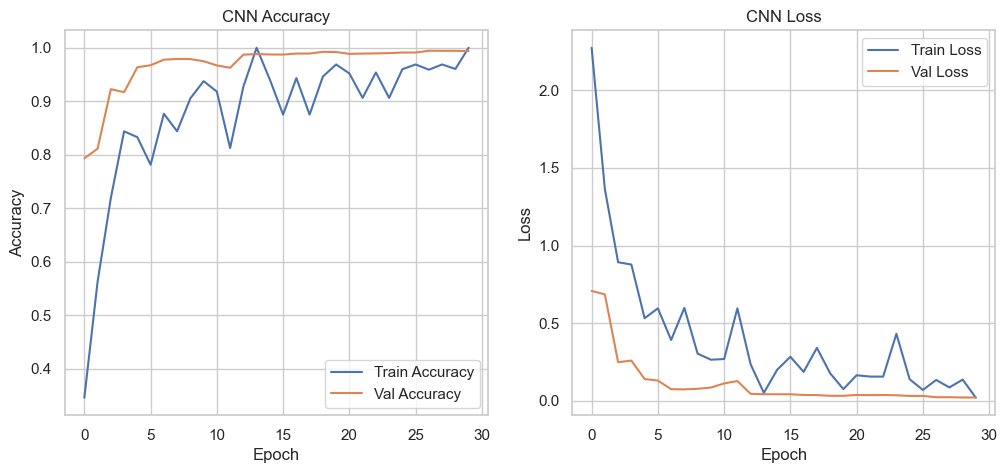 CNN Accuracy
1.0
0.9
0.8
0.7
0.6
0.5
0.4
Accuracy
0 5 10 15 20 25 30
Epoch
Train Accuracy
Val Accuracy
CNN Loss
2.0
1.5
1.0
0.5
0.0
Loss
0 5 10 15 20 25 30
Epoch
Train Loss
Val Loss